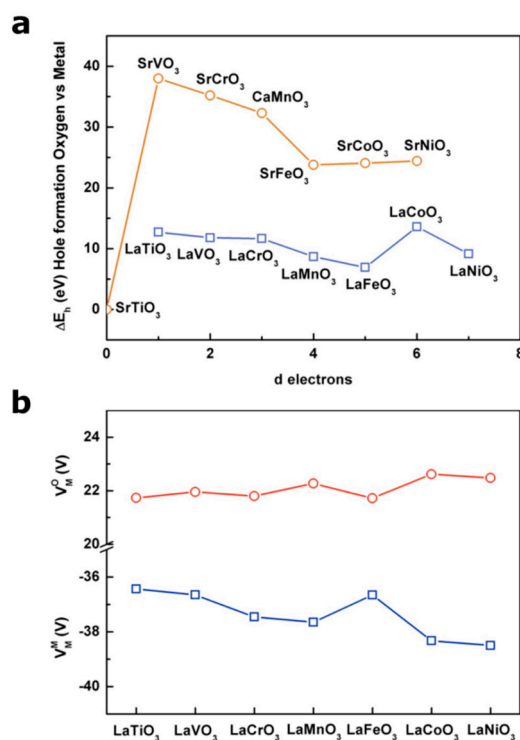 a
ΔEₕ (eV) Hole formation Oxygen vs Metal
40
30
20
10
0
SrVO₃
SrCrO₃
CaMnO₃
SrFeO₃
SrCoO₃
SrNiO₃
LaCoO₃
LaTiO₃
LaVO₃
LaCrO₃
LaMnO₃
LaFeO₃
LaNiO₃
SrTiO₃
0 2 4 6 8
d electrons
b
V_M^O (V)
24
22
20
V_M^M (V)
-36
-38
-40
LaTiO₃ LaVO₃ LaCrO₃ LaMnO₃ LaFeO₃ LaCoO₃ LaNiO₃